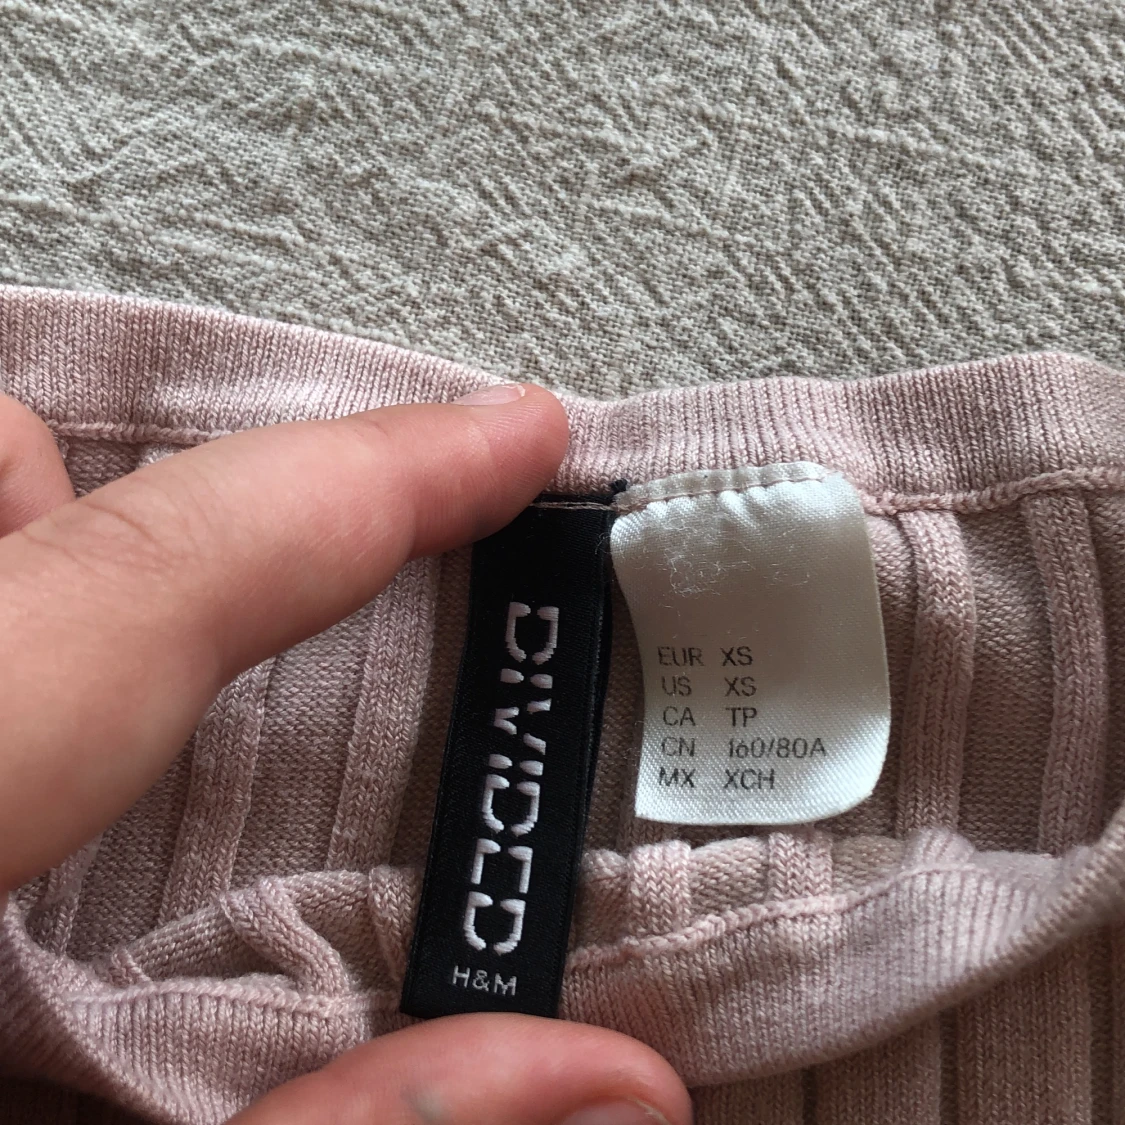 DIVIDED
H&M
EUR XS
US XS
CA TP
CN 160/80A
MX XCH